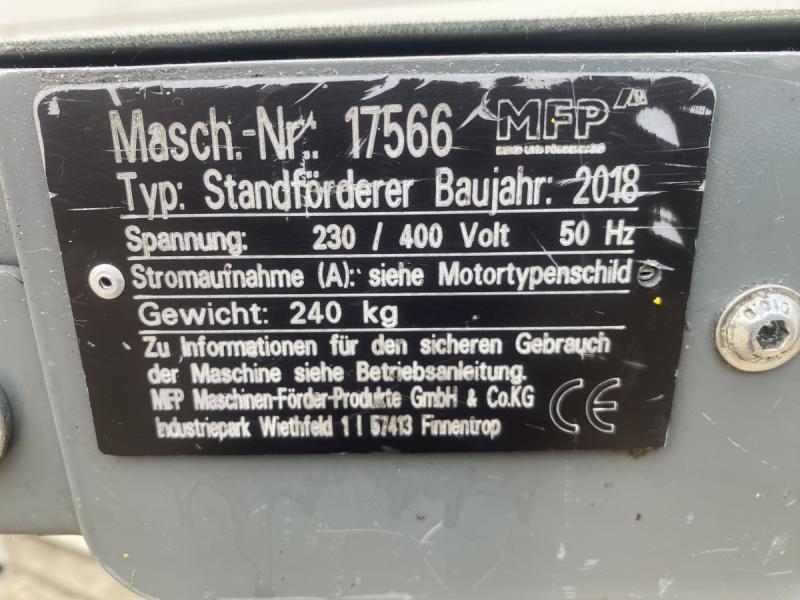 Masch.-Nr.: 17566 MFP
Typ: Standförderer Baujahr: 2018
Spannung: 230 / 400 Volt 50 Hz
Stromaufnahme (A): siehe Motortypenschild
Gewicht: 240 kg
Zu Informationen für den sicheren Gebrauch
der Maschine siehe Betriebsanleitung.
MFP Maschinen-Förder-Produkte GmbH & Co.KG
Industriepark Wiethfeld 1 | 57413 Finnentrop
CE